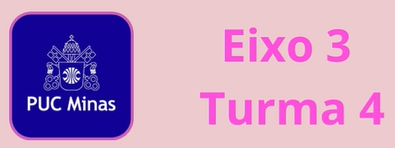 PUC Minas
Eixo 3
Turma 4